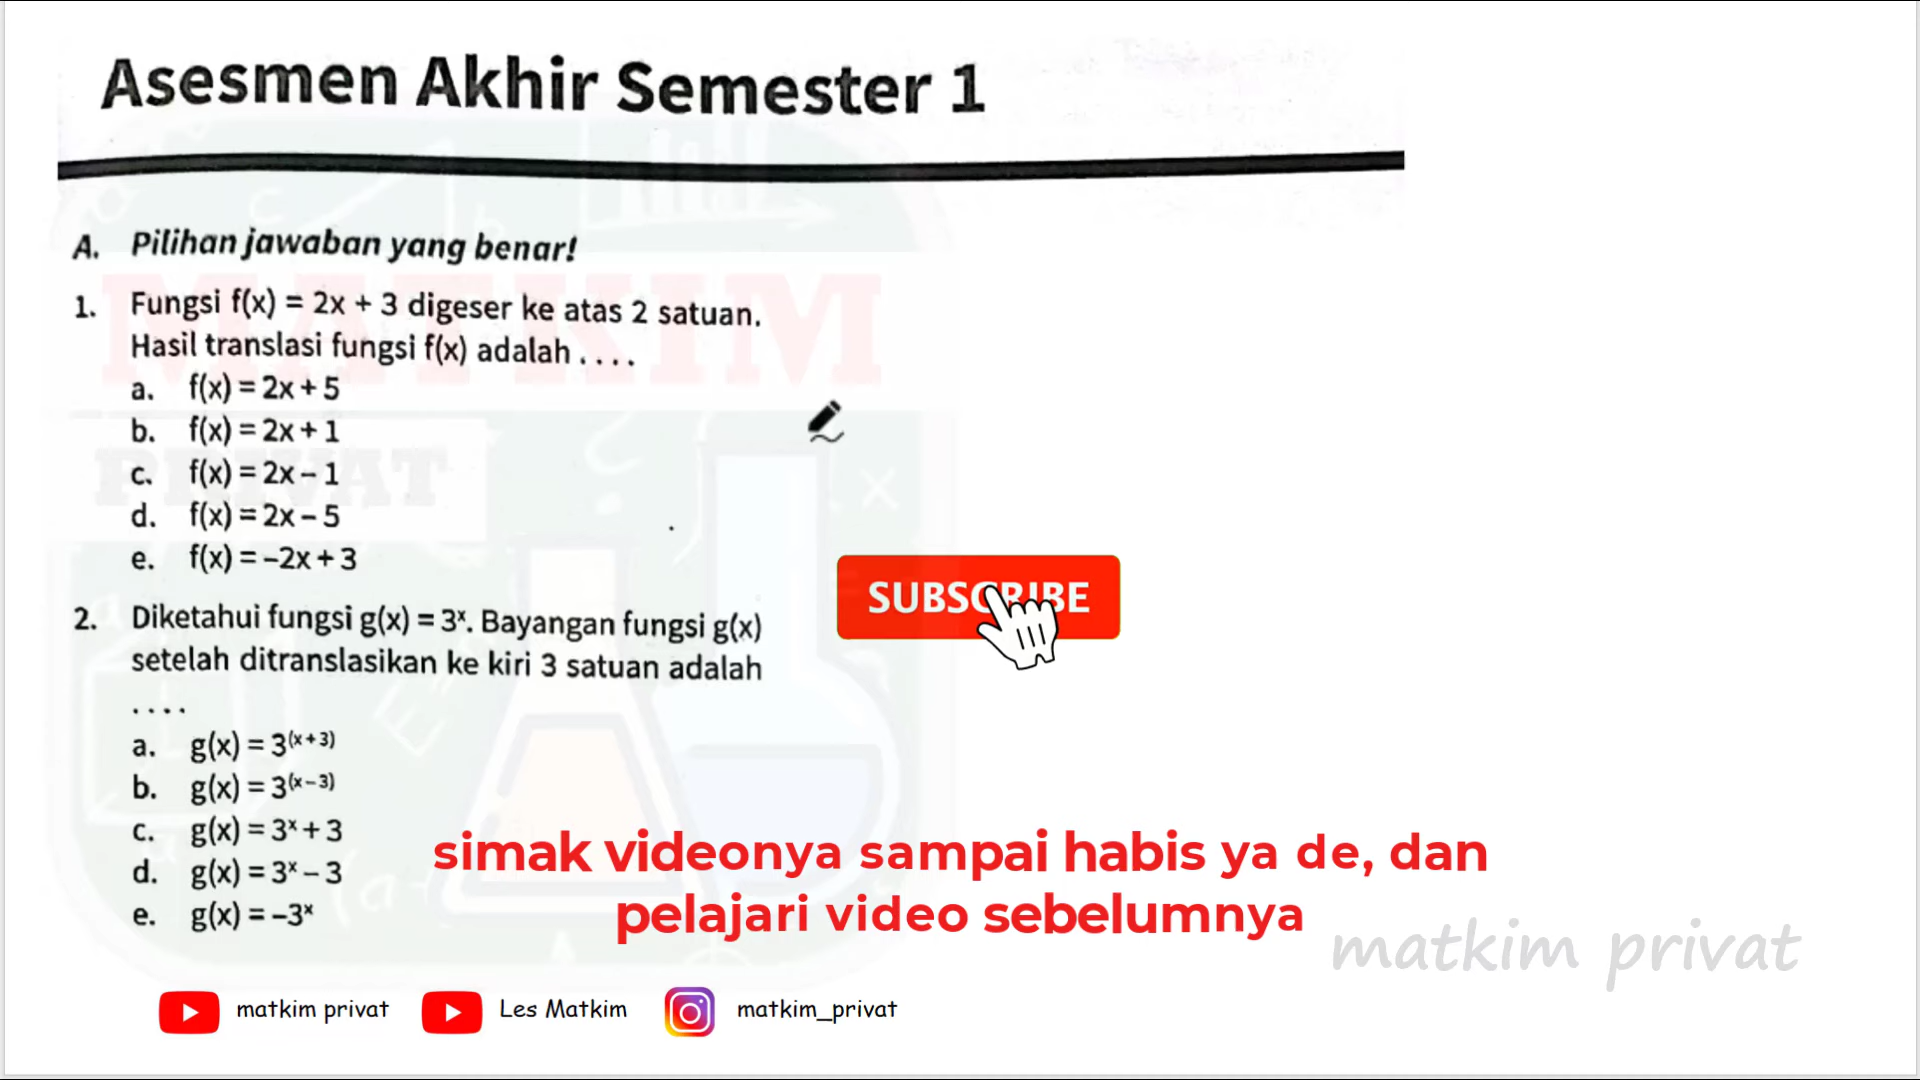 Asesmen Akhir Semester 1
A. Pilihan jawaban yang benar!
1. Fungsi f(x) = 2x + 3 digeser ke atas 2 satuan.
Hasil translasi fungsi f(x) adalah . . . .
a. f(x) = 2x + 5
b. f(x) = 2x + 1
c. f(x) = 2x – 1
d. f(x) = 2x – 5
e. f(x) = –2x + 3
2. Diketahui fungsi g(x) = 3ˣ. Bayangan fungsi g(x)
setelah ditranslasikan ke kiri 3 satuan adalah
. . . .
a. g(x) = 3⁽ˣ⁺³⁾
b. g(x) = 3⁽ˣ⁻³⁾
c. g(x) = 3ˣ + 3
d. g(x) = 3ˣ – 3
e. g(x) = –3ˣ
MATKIM
PRIVAT
SUBSCRIBE
simak videonya sampai habis ya de, dan
pelajari video sebelumnya
matkim privat
matkim privat Les Matkim matkim_privat